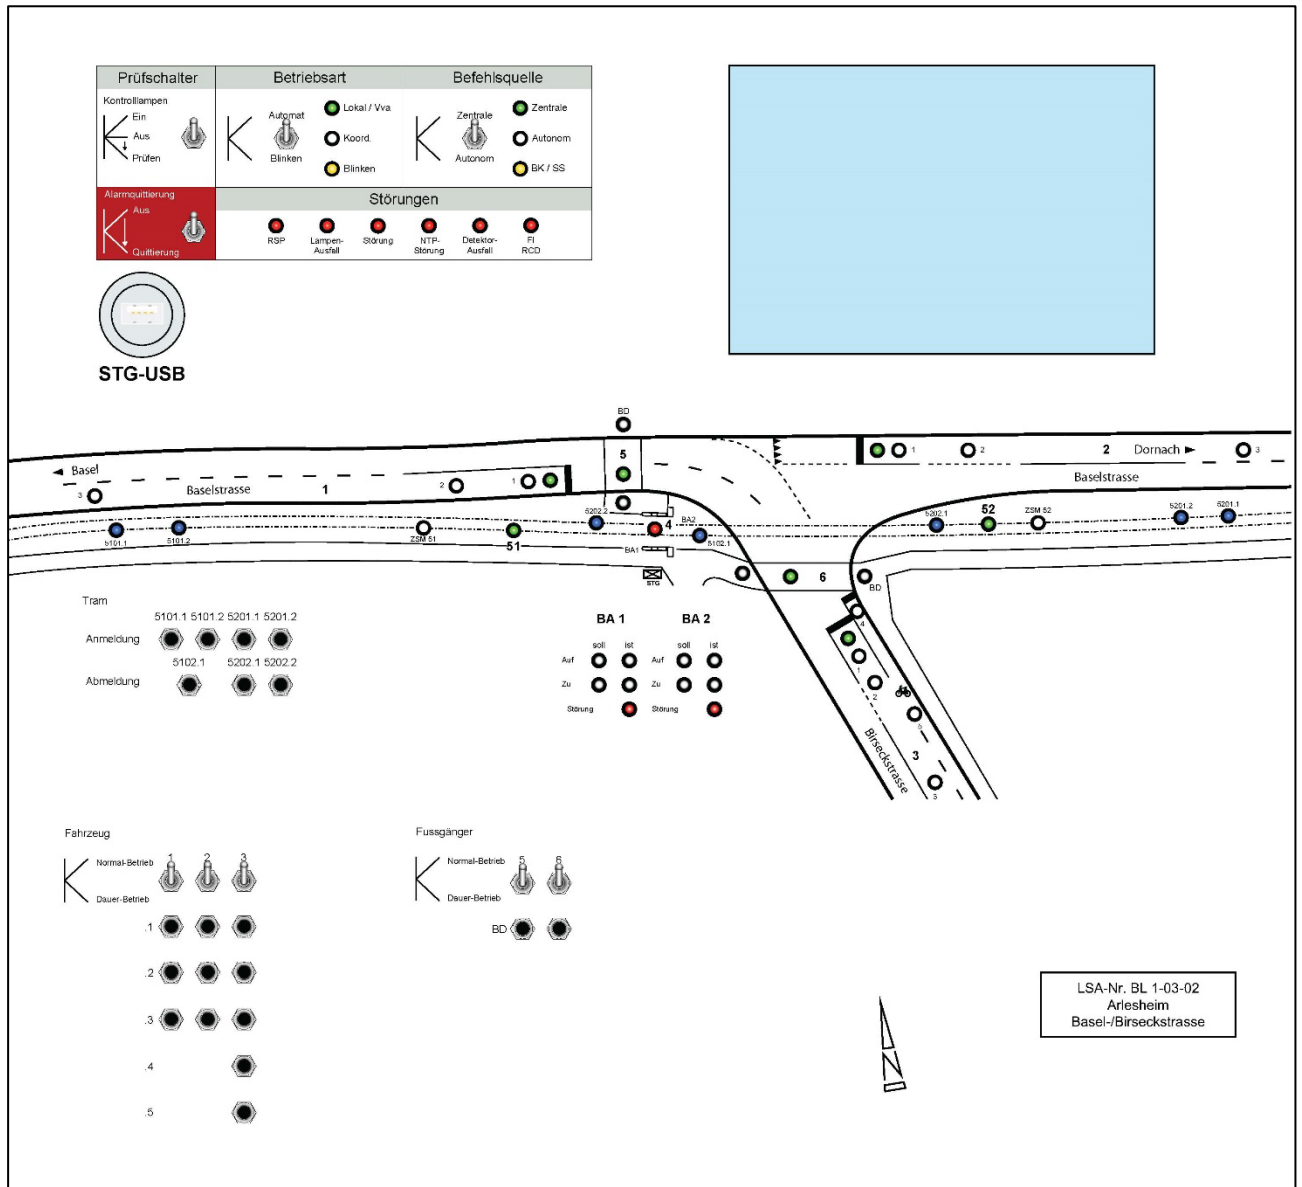 Prüfschalter
Betriebsart
Befehlsquelle
Kontrolllampen
Ein
Aus
Prüfen
Automat
Blinken
Lokal / Vva
Koord.
Blinken
Zentrale
Autonom
Zentrale
Autonom
BK / SS
Alarmquittierung
Aus
Quittierung
Störungen
RSP
Lampen-
Ausfall
Störung
NTP-
Störung
Detektor-
Ausfall
FI
RCD
STG-USB
BD
5
Basel
Baselstrasse
3
1
2
1
1
2
2
Dornach
3
Baselstrasse
5101.1
5101.2
ZSM 51
51
5202.2
4
BA2
BA1
5102.1
STG
5202.1
52
ZSM 52
5201.2
5201.1
6
BD
4
1
2
5
3
3
Birseckstrasse
Tram
5101.1 5101.2 5201.1 5201.2
Anmeldung
5102.1 5202.1 5202.2
Abmeldung
BA 1 BA 2
soll ist soll ist
Auf Auf
Zu Zu
Störung Störung
Fahrzeug
Normal-Betrieb
Dauer-Betrieb
1 2 3
.1
.2
.3
.4
.5
Fussgänger
Normal-Betrieb
Dauer-Betrieb
5 6
BD
N
LSA-Nr. BL 1-03-02
Arlesheim
Basel-/Birseckstrasse